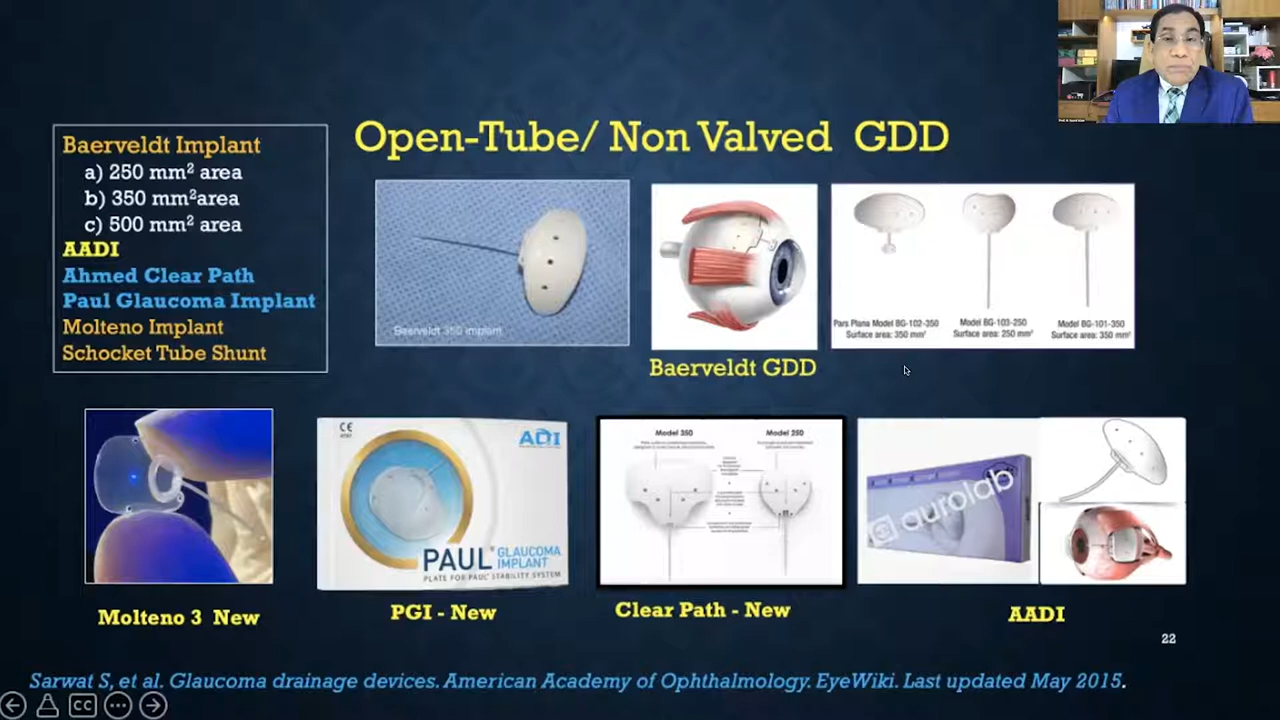 Open-Tube/ Non Valved GDD
Baerveldt Implant
a) 250 mm² area
b) 350 mm²area
c) 500 mm² area
AADI
Ahmed Clear Path
Paul Glaucoma Implant
Molteno Implant
Schocket Tube Shunt
Baerveldt 350 implant
Baerveldt GDD
Pars Plana Model BG-102-350
Surface area: 350 mm²
Model BG-103-250
Surface area: 250 mm²
Model BG-101-350
Surface area: 350 mm²
Molteno 3 New
CE
ADI
PAUL® GLAUCOMA
IMPLANT
PLATE FOR PAUL® STABILITY SYSTEM
PGI - New
Model 350
Model 250
Clear Path - New
aurolab
AADI
22
Sarwat S, et al. Glaucoma drainage devices. American Academy of Ophthalmology. EyeWiki. Last updated May 2015.
CC